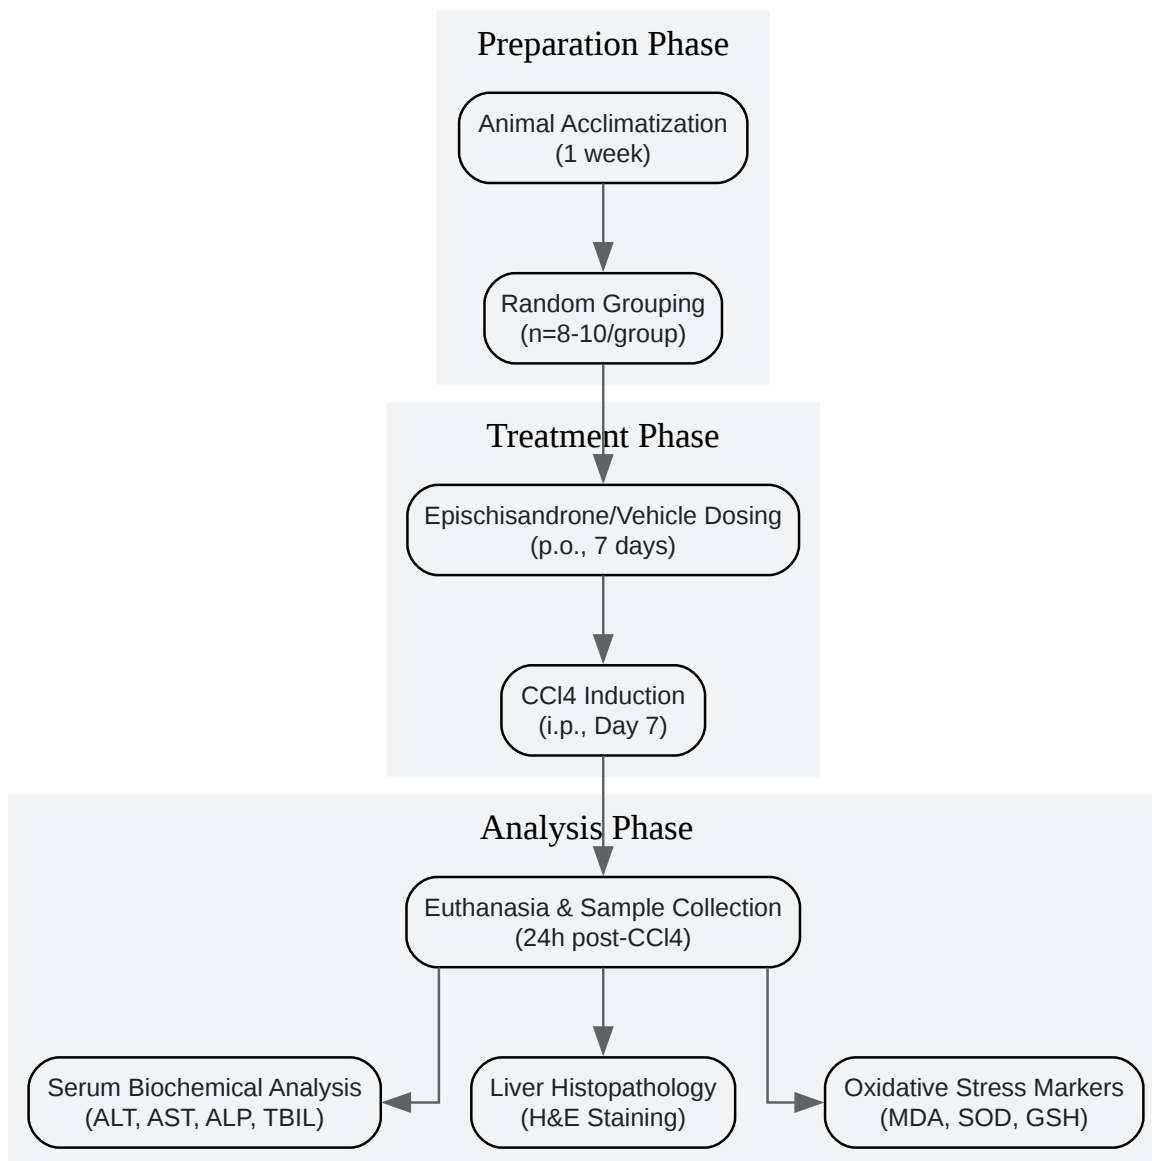 Preparation Phase
Animal Acclimatization
(1 week)
Random Grouping
(n=8-10/group)
Treatment Phase
Epischisandrone/Vehicle Dosing
(p.o., 7 days)
CCl4 Induction
(i.p., Day 7)
Analysis Phase
Euthanasia & Sample Collection
(24h post-CCl4)
Serum Biochemical Analysis
(ALT, AST, ALP, TBIL)
Liver Histopathology
(H&E Staining)
Oxidative Stress Markers
(MDA, SOD, GSH)